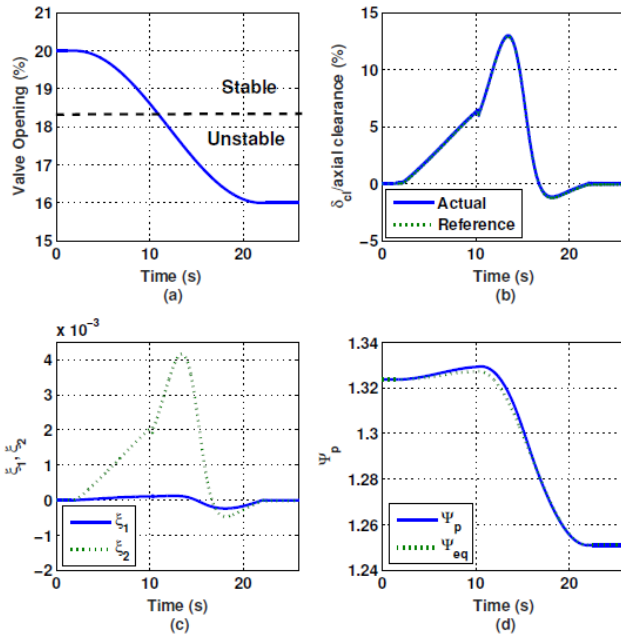 21
20
19
18
17
16
15
Valve Opening (%)
Stable
Unstable
0
10
20
Time (s)
(a)
15
10
5
0
−5
δcl/axial clearance (%)
Actual
Reference
0
10
20
Time (s)
(b)
x 10−3
4
3
2
1
0
−1
−2
ξ1, ξ2
ξ1
ξ2
0
10
20
Time (s)
(c)
1.34
1.32
1.3
1.28
1.26
1.24
Ψp
Ψp
Ψeq
0
10
20
Time (s)
(d)